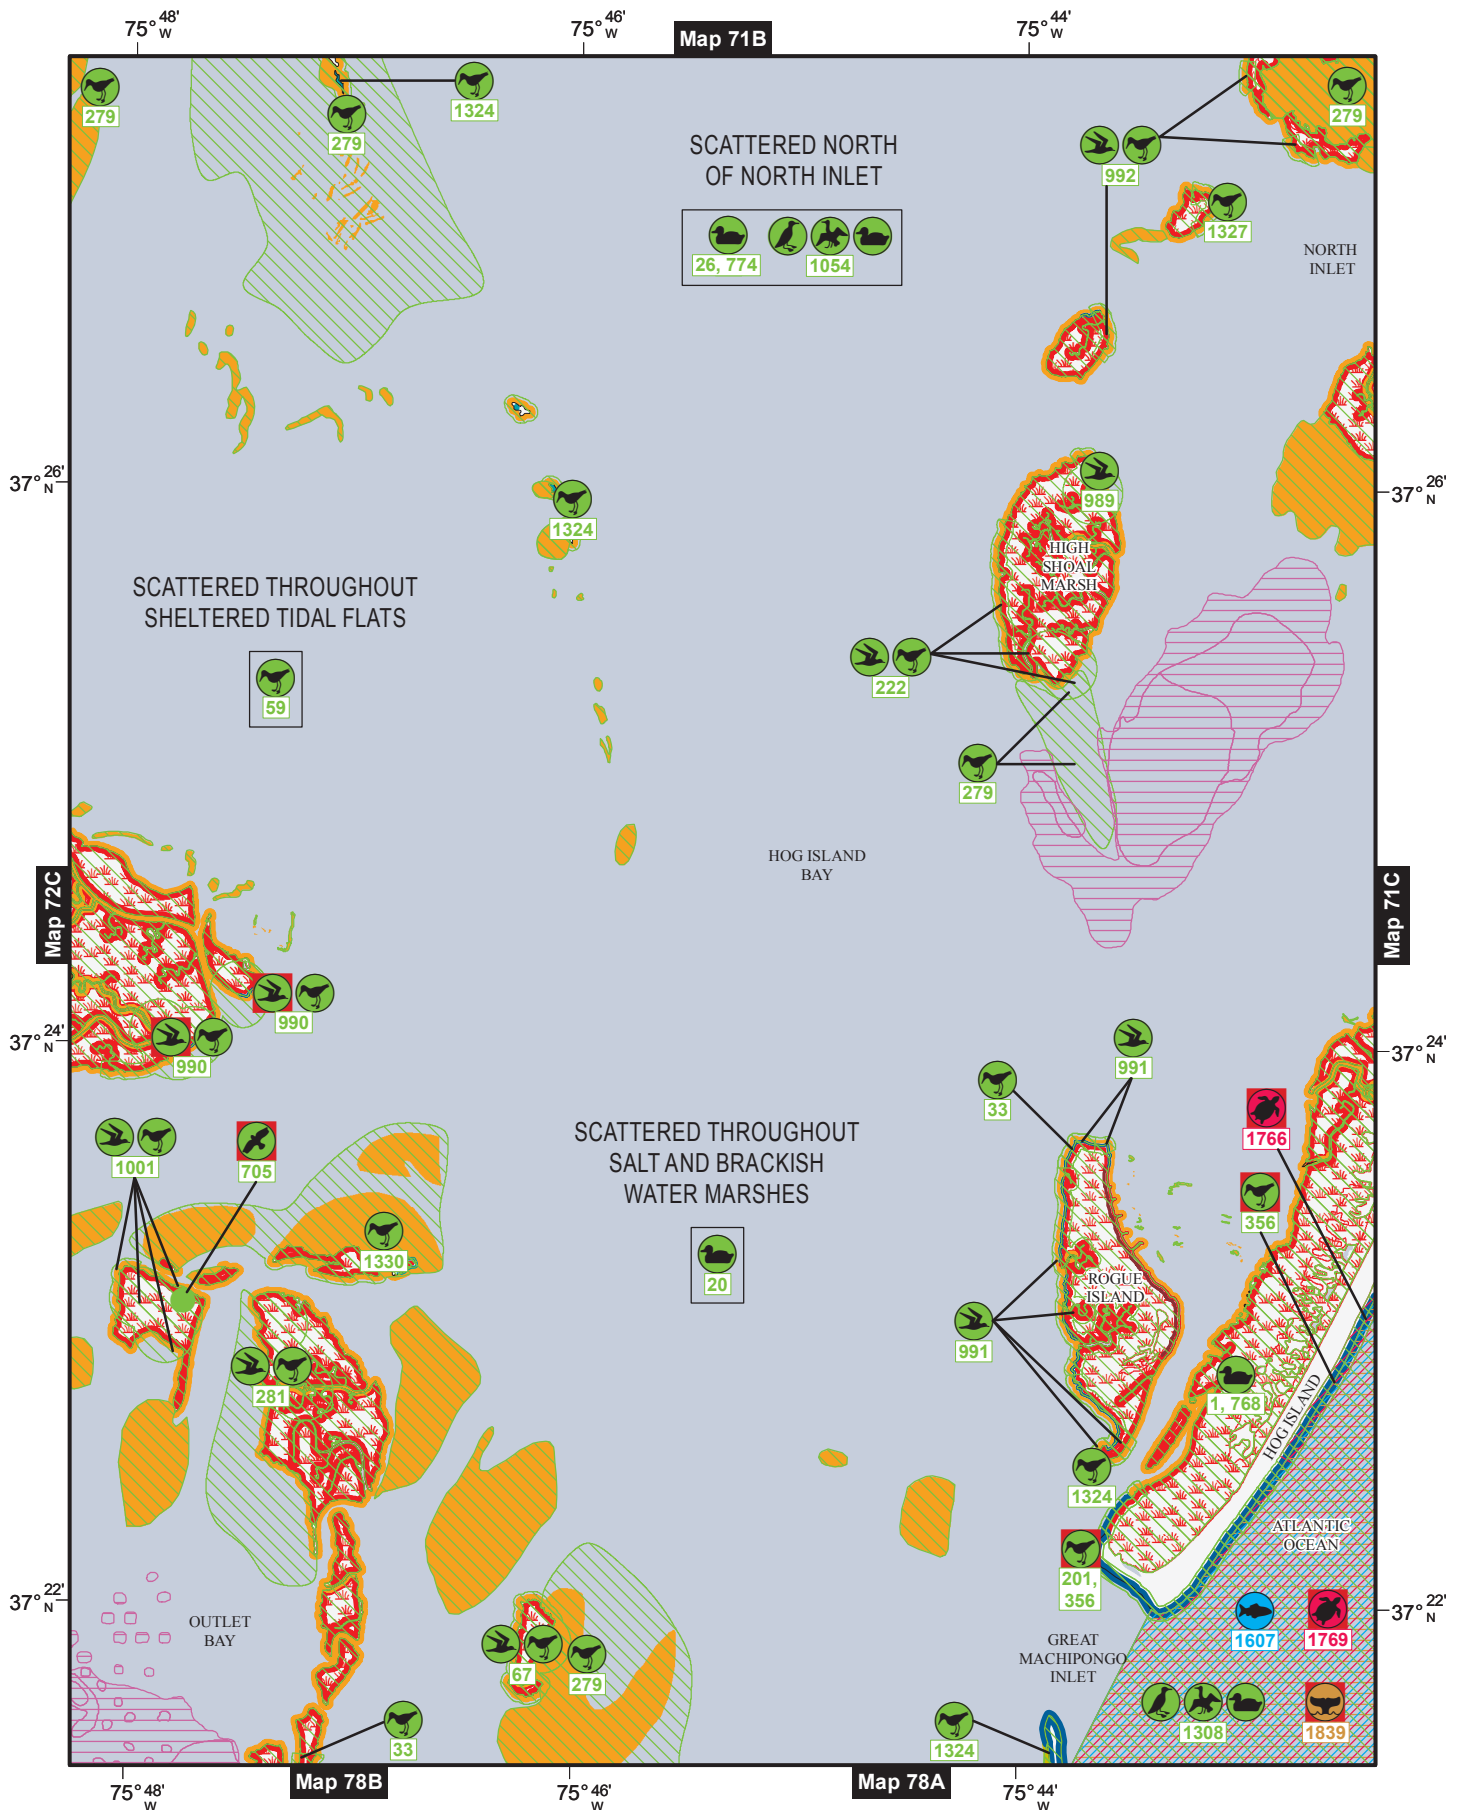 75° 48' W
75° 46' W
Map 71B
75° 44' W
279
279
1324
279
SCATTERED NORTH
OF NORTH INLET
26, 774
1054
992
1327
NORTH
INLET
37° 26' N
37° 26' N
1324
989
HIGH
SHOAL
MARSH
SCATTERED THROUGHOUT
SHELTERED TIDAL FLATS
59
222
279
HOG ISLAND
BAY
Map 72C
Map 71C
990
990
37° 24' N
37° 24' N
991
33
1766
SCATTERED THROUGHOUT
SALT AND BRACKISH
WATER MARSHES
20
1001
705
356
1330
ROGUE
ISLAND
991
281
1, 768
HOG ISLAND
1324
ATLANTIC
OCEAN
201,
356
37° 22' N
37° 22' N
OUTLET
BAY
GREAT
MACHIPONGO
INLET
1607
1769
67
279
33
1324
1308
1839
Map 78B
Map 78A
75° 48' W
75° 46' W
75° 44' W